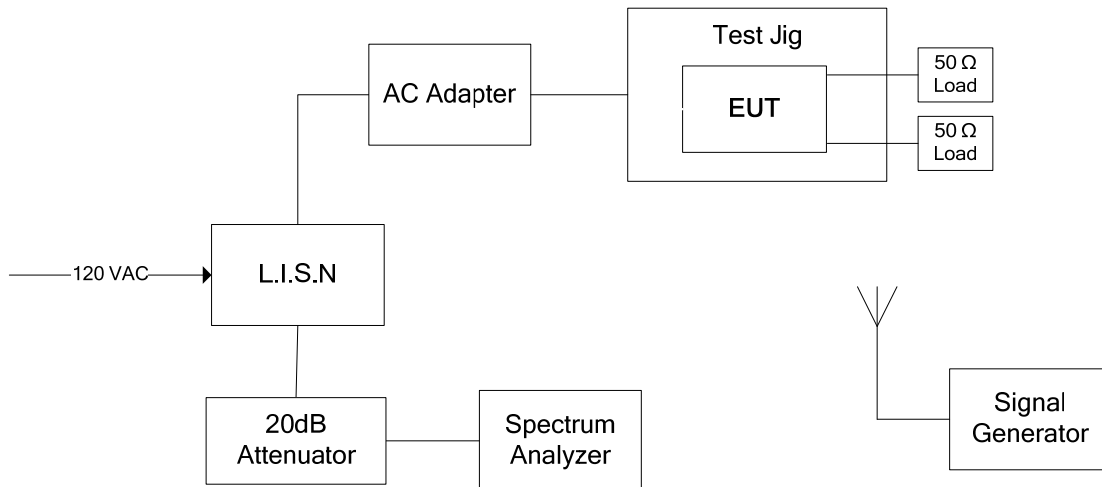 Test Jig
50 Ω
Load
AC Adapter
EUT
50 Ω
Load
120 VAC
L.I.S.N
20dB
Attenuator
Spectrum
Analyzer
Signal
Generator